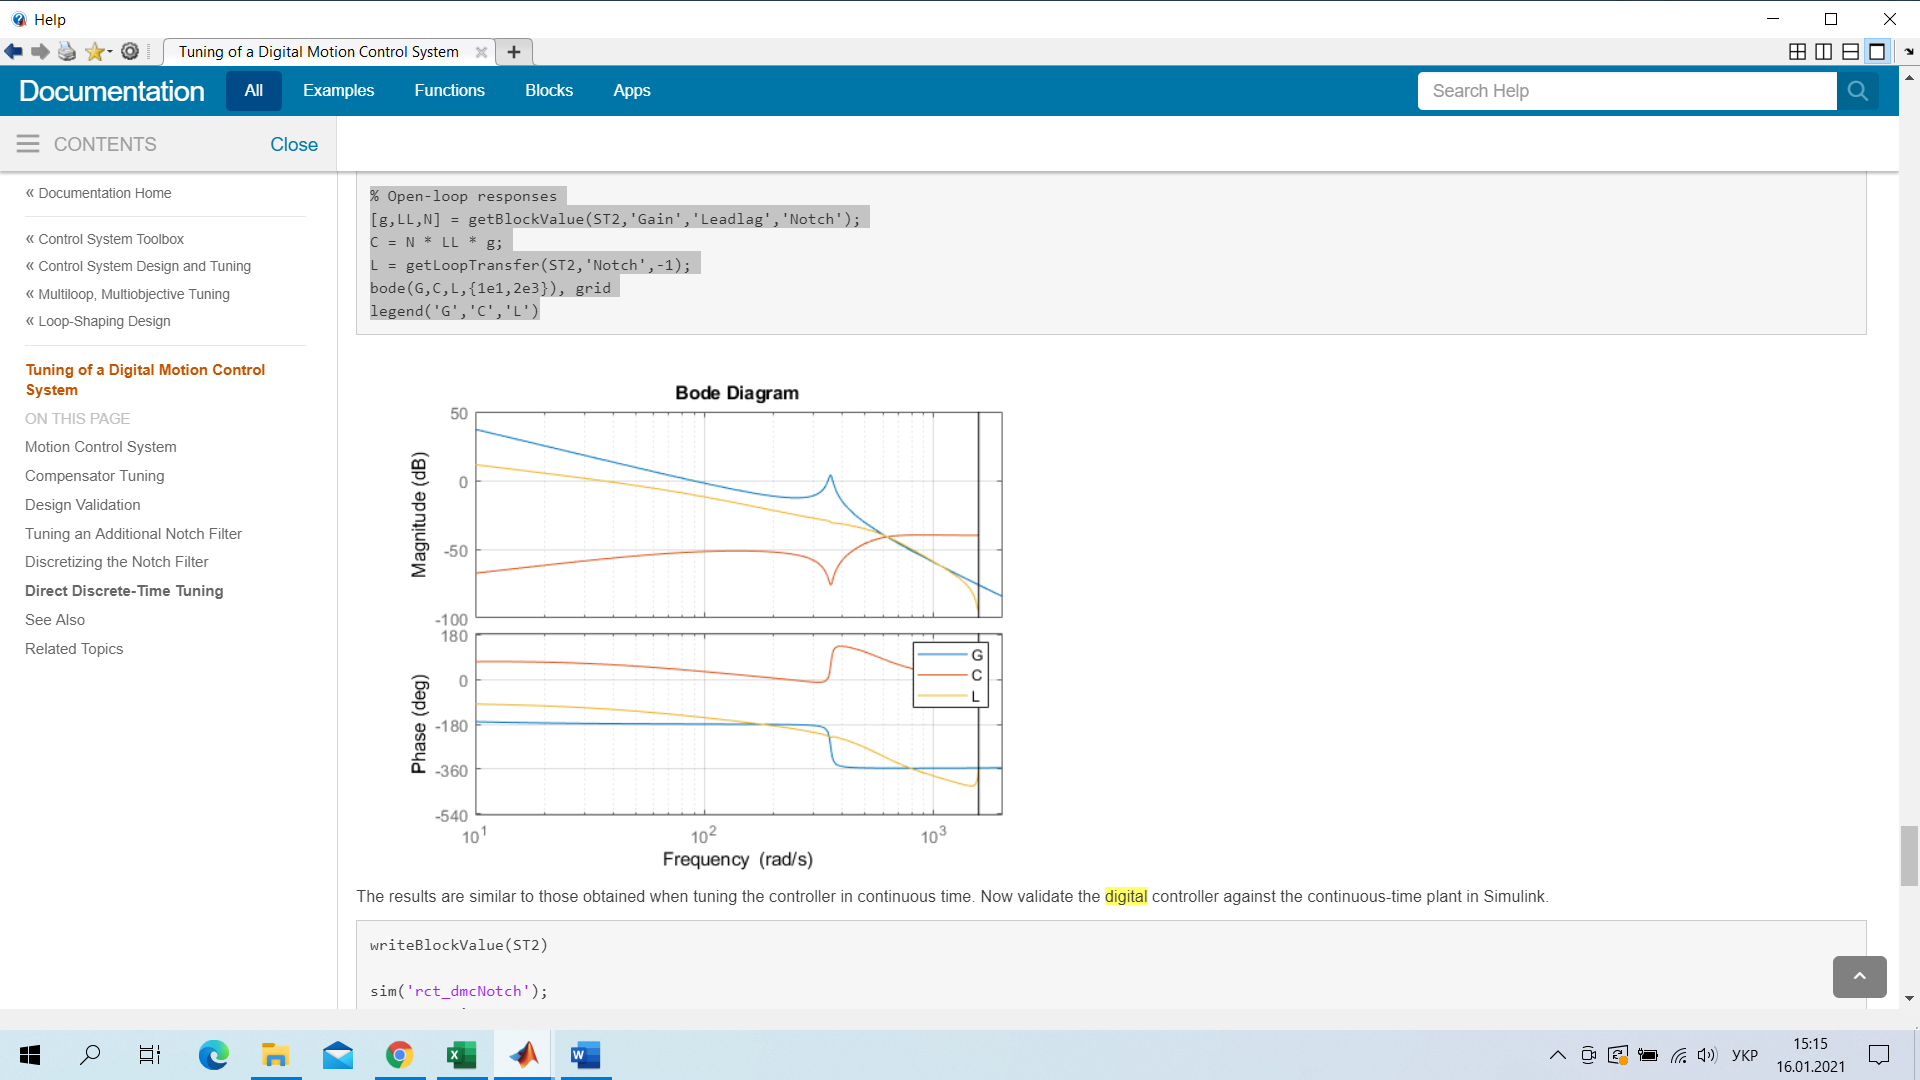 Help
Tuning of a Digital Motion Control System
Documentation
All
Examples
Functions
Blocks
Apps
Search Help
CONTENTS
Close
« Documentation Home
« Control System Toolbox
« Control System Design and Tuning
« Multiloop, Multiobjective Tuning
« Loop-Shaping Design
Tuning of a Digital Motion Control
System
ON THIS PAGE
Motion Control System
Compensator Tuning
Design Validation
Tuning an Additional Notch Filter
Discretizing the Notch Filter
Direct Discrete-Time Tuning
See Also
Related Topics
% Open-loop responses
[g,LL,N] = getBlockValue(ST2,'Gain','Leadlag','Notch');
C = N * LL * g;
L = getLoopTransfer(ST2,'Notch',-1);
bode(G,C,L,{1e1,2e3}), grid
legend('G','C','L')
Bode Diagram
Magnitude (dB)
50
0
-50
-100
Phase (deg)
180
0
-180
-360
-540
G
C
L
10^1
10^2
10^3
Frequency (rad/s)
The results are similar to those obtained when tuning the controller in continuous time. Now validate the digital controller against the continuous-time plant in Simulink.
writeBlockValue(ST2)
sim('rct_dmcNotch');
УКР
15:15
16.01.2021